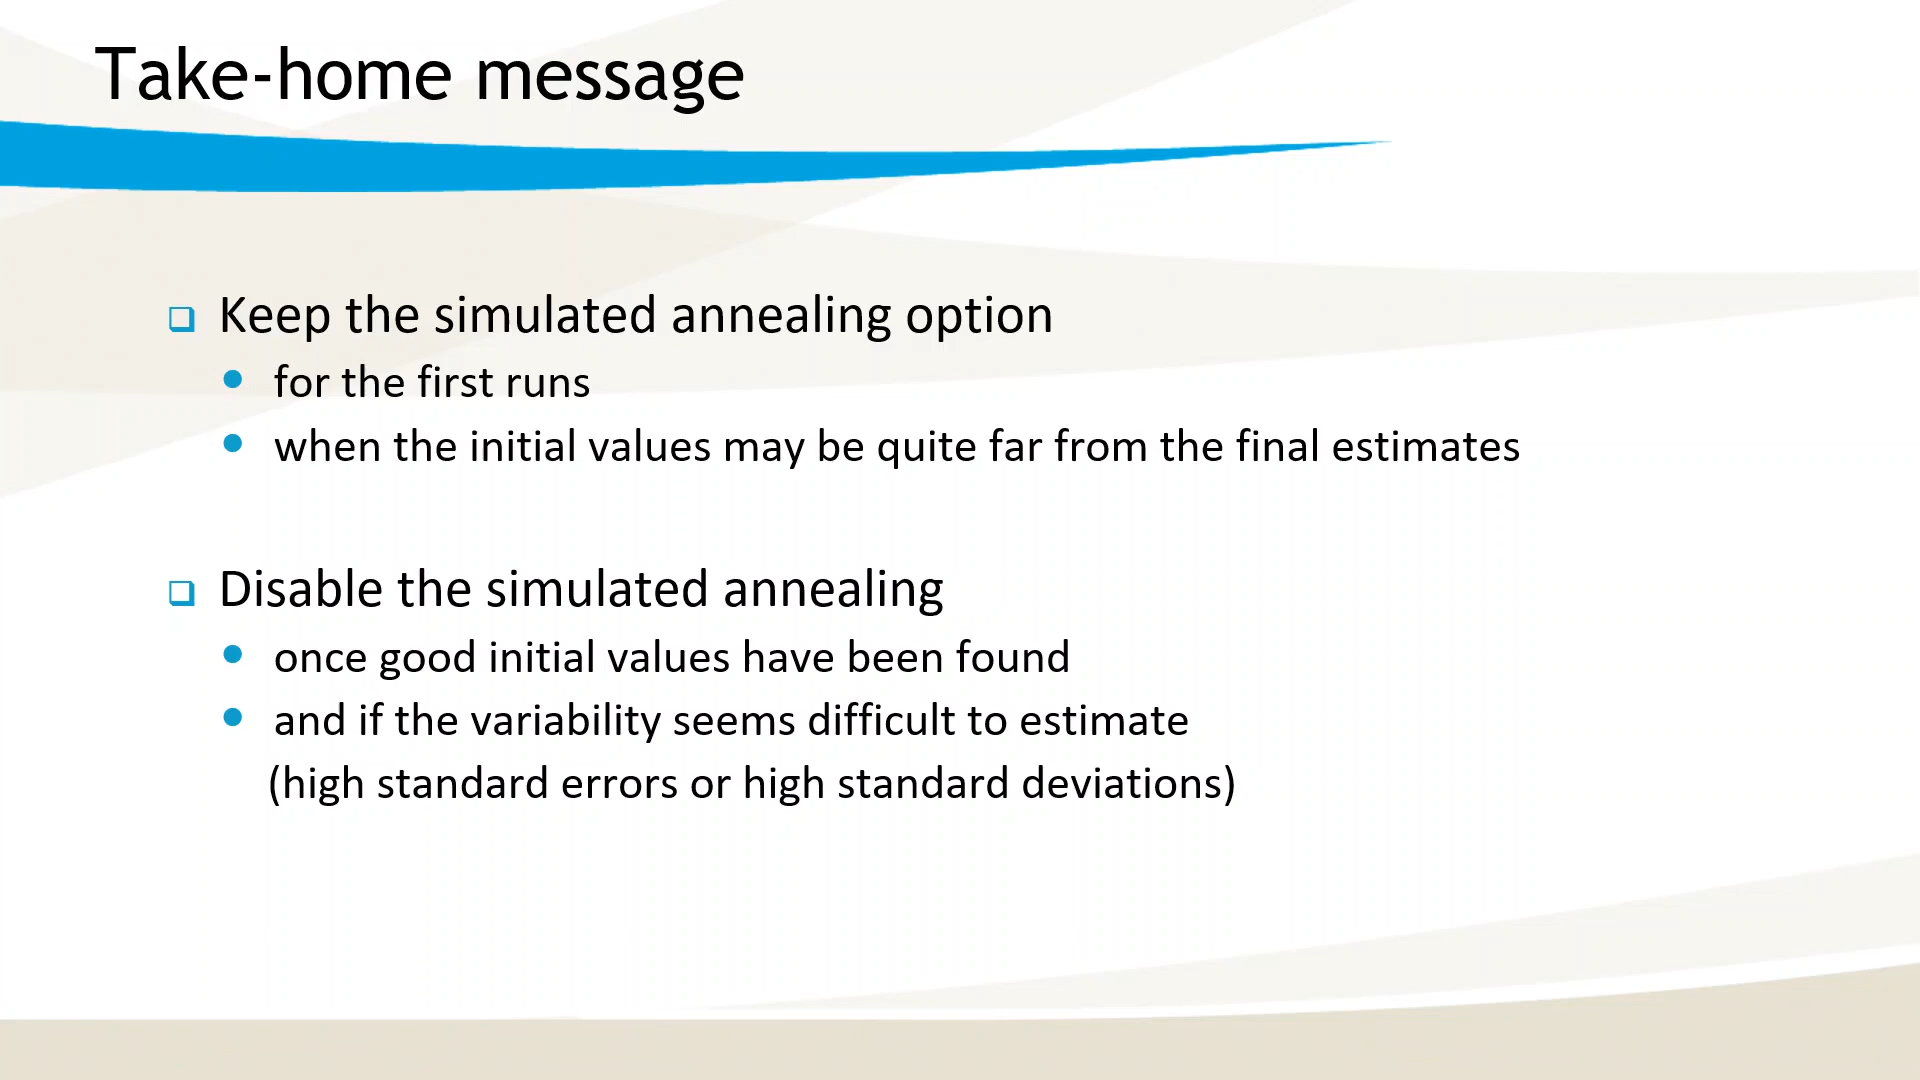 Take-home message
Keep the simulated annealing option
for the first runs
when the initial values may be quite far from the final estimates
Disable the simulated annealing
once good initial values have been found
and if the variability seems difficult to estimate
(high standard errors or high standard deviations)